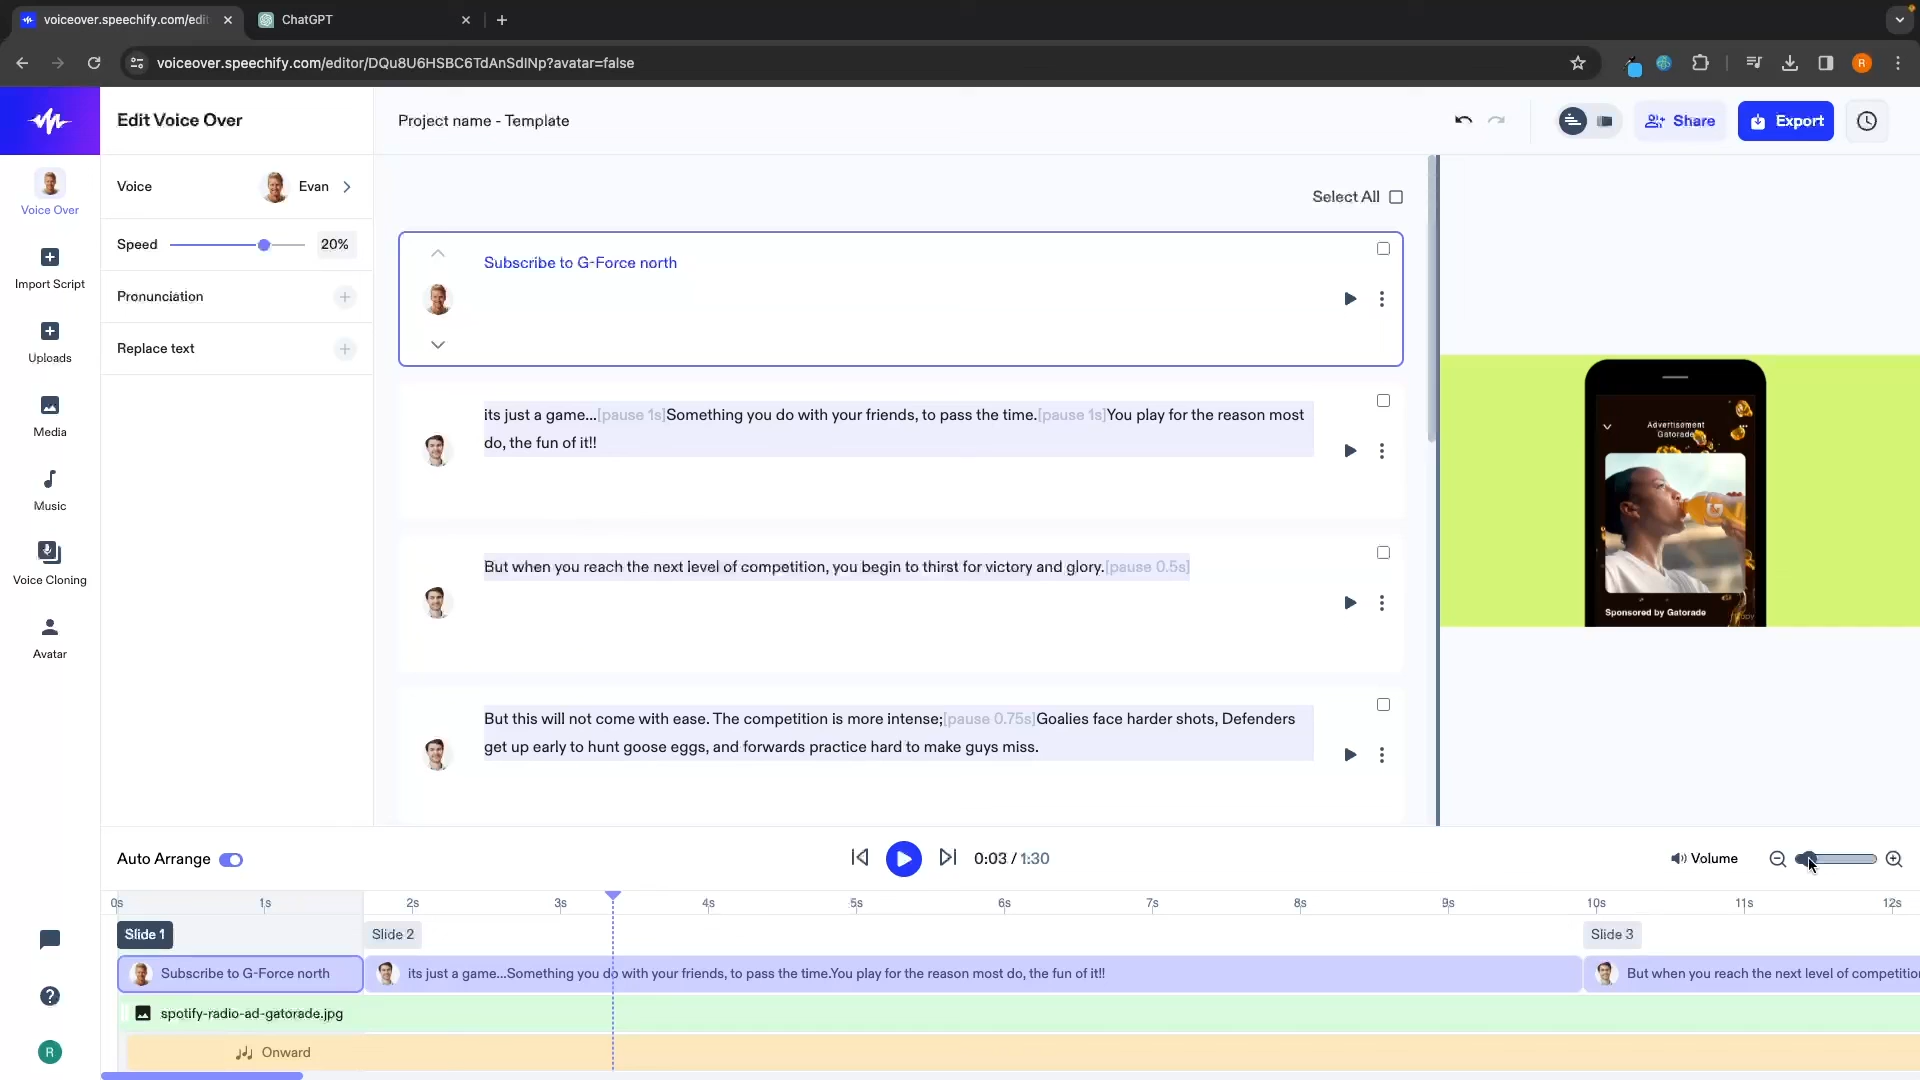 voiceover.speechify.com/edit
ChatGPT
voiceover.speechify.com/editor/DQu8U6HSBC6TdAnSdINp?avatar=false
R
Edit Voice Over
Project name - Template
Share
Export
Voice Over
Import Script
Uploads
Media
Music
Voice Cloning
Avatar
Voice
Evan
Speed
20%
Pronunciation
Replace text
Select All
Subscribe to G-Force north
its just a game...[pause 1s]Something you do with your friends, to pass the time.[pause 1s]You play for the reason most
do, the fun of it!!
But when you reach the next level of competition, you begin to thirst for victory and glory.[pause 0.5s]
But this will not come with ease. The competition is more intense;[pause 0.75s]Goalies face harder shots, Defenders
get up early to hunt goose eggs, and forwards practice hard to make guys miss.
Advertisement
Gatorade
Sponsored by Gatorade
Auto Arrange
0:03 / 1:30
Volume
0s 1s 2s 3s 4s 5s 6s 7s 8s 9s 10s 11s 12s
Slide 1
Slide 2
Slide 3
Subscribe to G-Force north
its just a game...Something you do with your friends, to pass the time.You play for the reason most do, the fun of it!!
But when you reach the next level of competition
spotify-radio-ad-gatorade.jpg
Onward
R